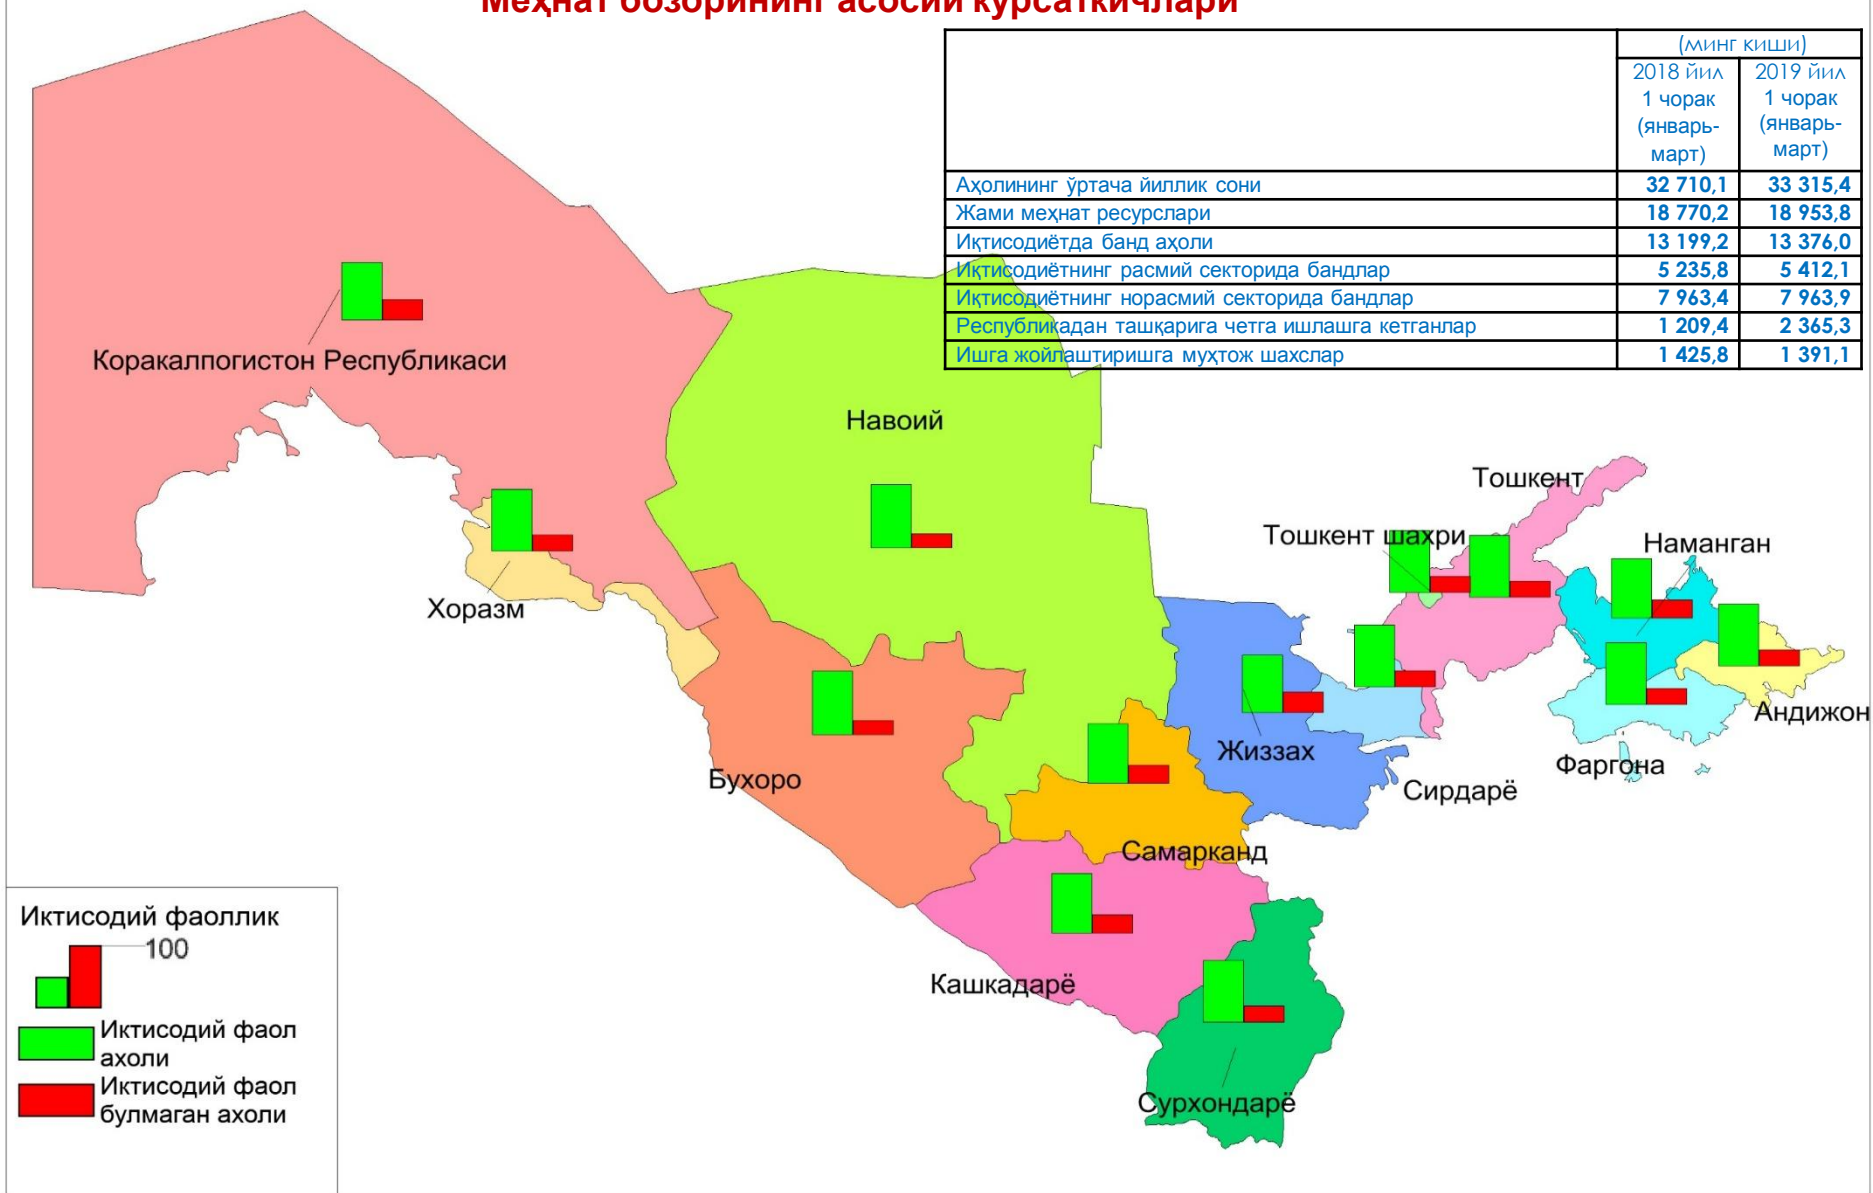 Меҳнат бозорининг асосий кўрсаткичлари
(минг киши)
2018 йил
1 чорак
(январь-
март)
2019 йил
1 чорак
(январь-
март)
Аҳолининг ўртача йиллик сони 32 710,1 33 315,4
Жами меҳнат ресурслари 18 770,2 18 953,8
Иқтисодиётда банд аҳоли 13 199,2 13 376,0
Иқтисодиётнинг расмий секторида бандлар 5 235,8 5 412,1
Иқтисодиётнинг норасмий секторида бандлар 7 963,4 7 963,9
Республикадан ташқарига четга ишлашга кетганлар 1 209,4 2 365,3
Ишга жойлаштиришга муҳтож шахслар 1 425,8 1 391,1
Коракалпогистон Республикаси
Навоий
Тошкент
Тошкент шахри
Наманган
Хоразм
Андижон
Жиззах
Фаргона
Бухоро
Сирдарё
Самарканд
Кашкадарё
Сурхондарё
Иктисодий фаоллик
100
Иктисодий фаол
ахоли
Иктисодий фаол
булмаган ахоли